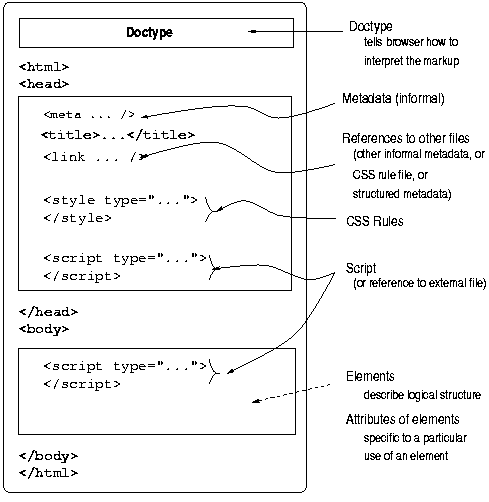 Doctype
<html>
<head>
<meta ... />
<title>...</title>
<link ... />
<style type="...">
</style>
<script type="...">
</script>
</head>
<body>
<script type="...">
</script>
</body>
</html>
Doctype
tells browser how to
interpret the markup
Metadata (informal)
References to other files
(other informal metadata, or
CSS rule file, or
structured metadata)
CSS Rules
Script
(or reference to external file)
Elements
describe logical structure
Attributes of elements
specific to a particular
use of an element